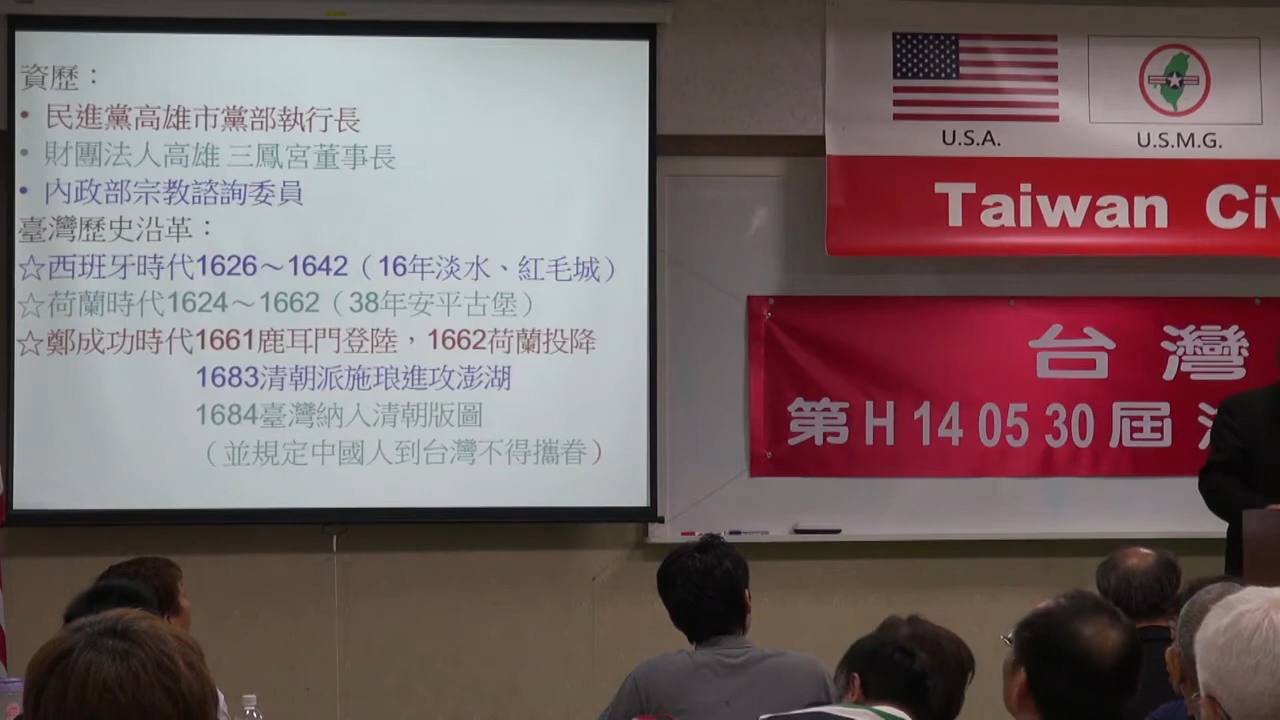 資歷：
• 民進黨高雄市黨部執行長
• 財團法人高雄 三鳳宮董事長
• 內政部宗教諮詢委員
臺灣歷史沿革：
☆西班牙時代1626～1642（16年淡水、紅毛城）
☆荷蘭時代1624～1662（38年安平古堡）
☆鄭成功時代1661鹿耳門登陸，1662荷蘭投降
1683清朝派施琅進攻澎湖
1684臺灣納入清朝版圖
（並規定中國人到台灣不得攜眷）
U.S.A.
U.S.M.G.
Taiwan
台灣
第H 14 05 30屆